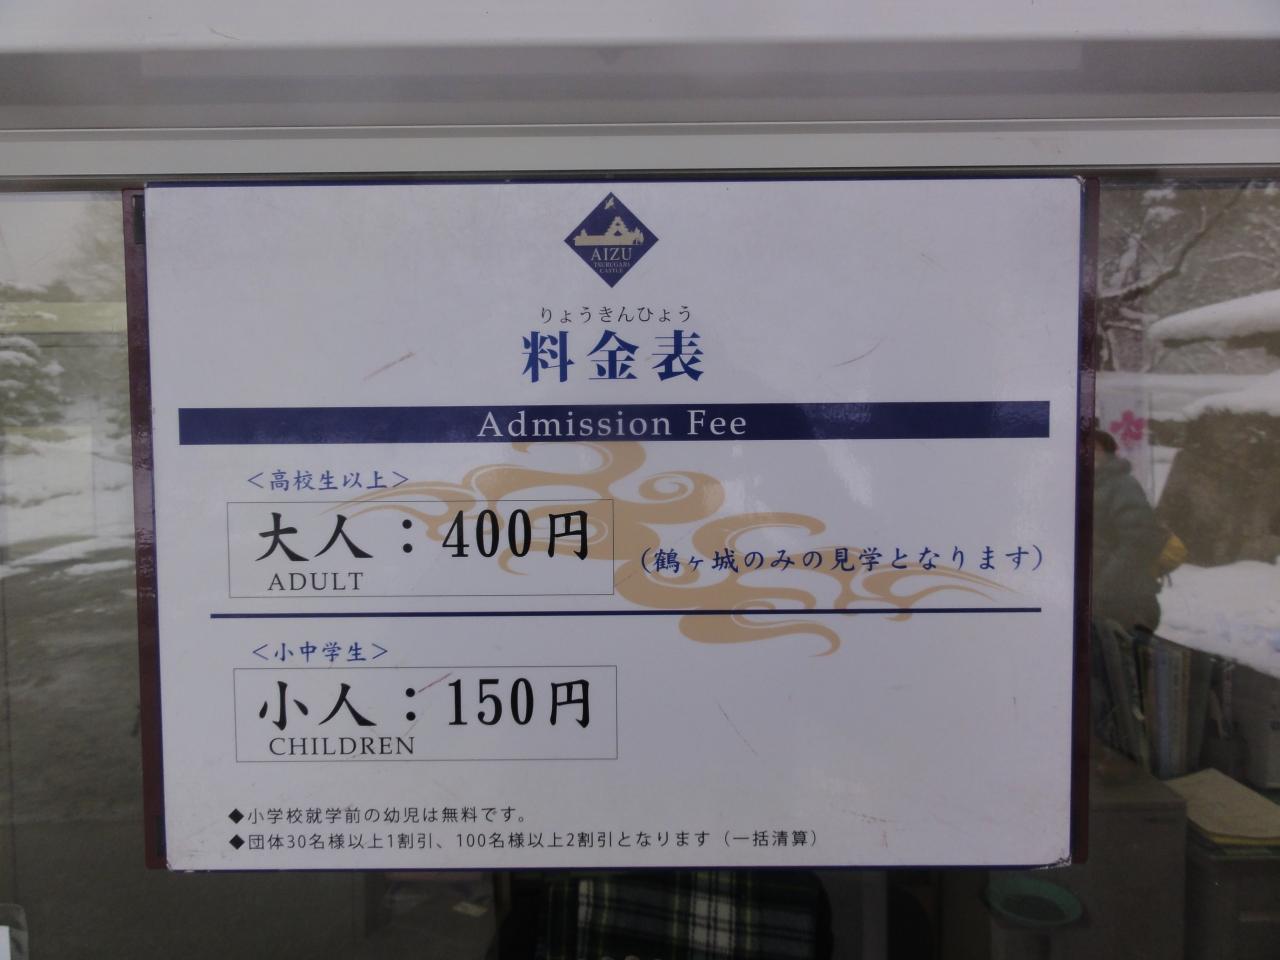 AIZU
TSURUGAJO
CASTLE
りょうきんひょう
料金表
Admission Fee
＜高校生以上＞
大人：400円
ADULT
（鶴ヶ城のみの見学となります）
＜小中学生＞
小人：150円
CHILDREN
◆小学校就学前の幼児は無料です。
◆団体30名様以上1割引、100名様以上2割引となります（一括清算）